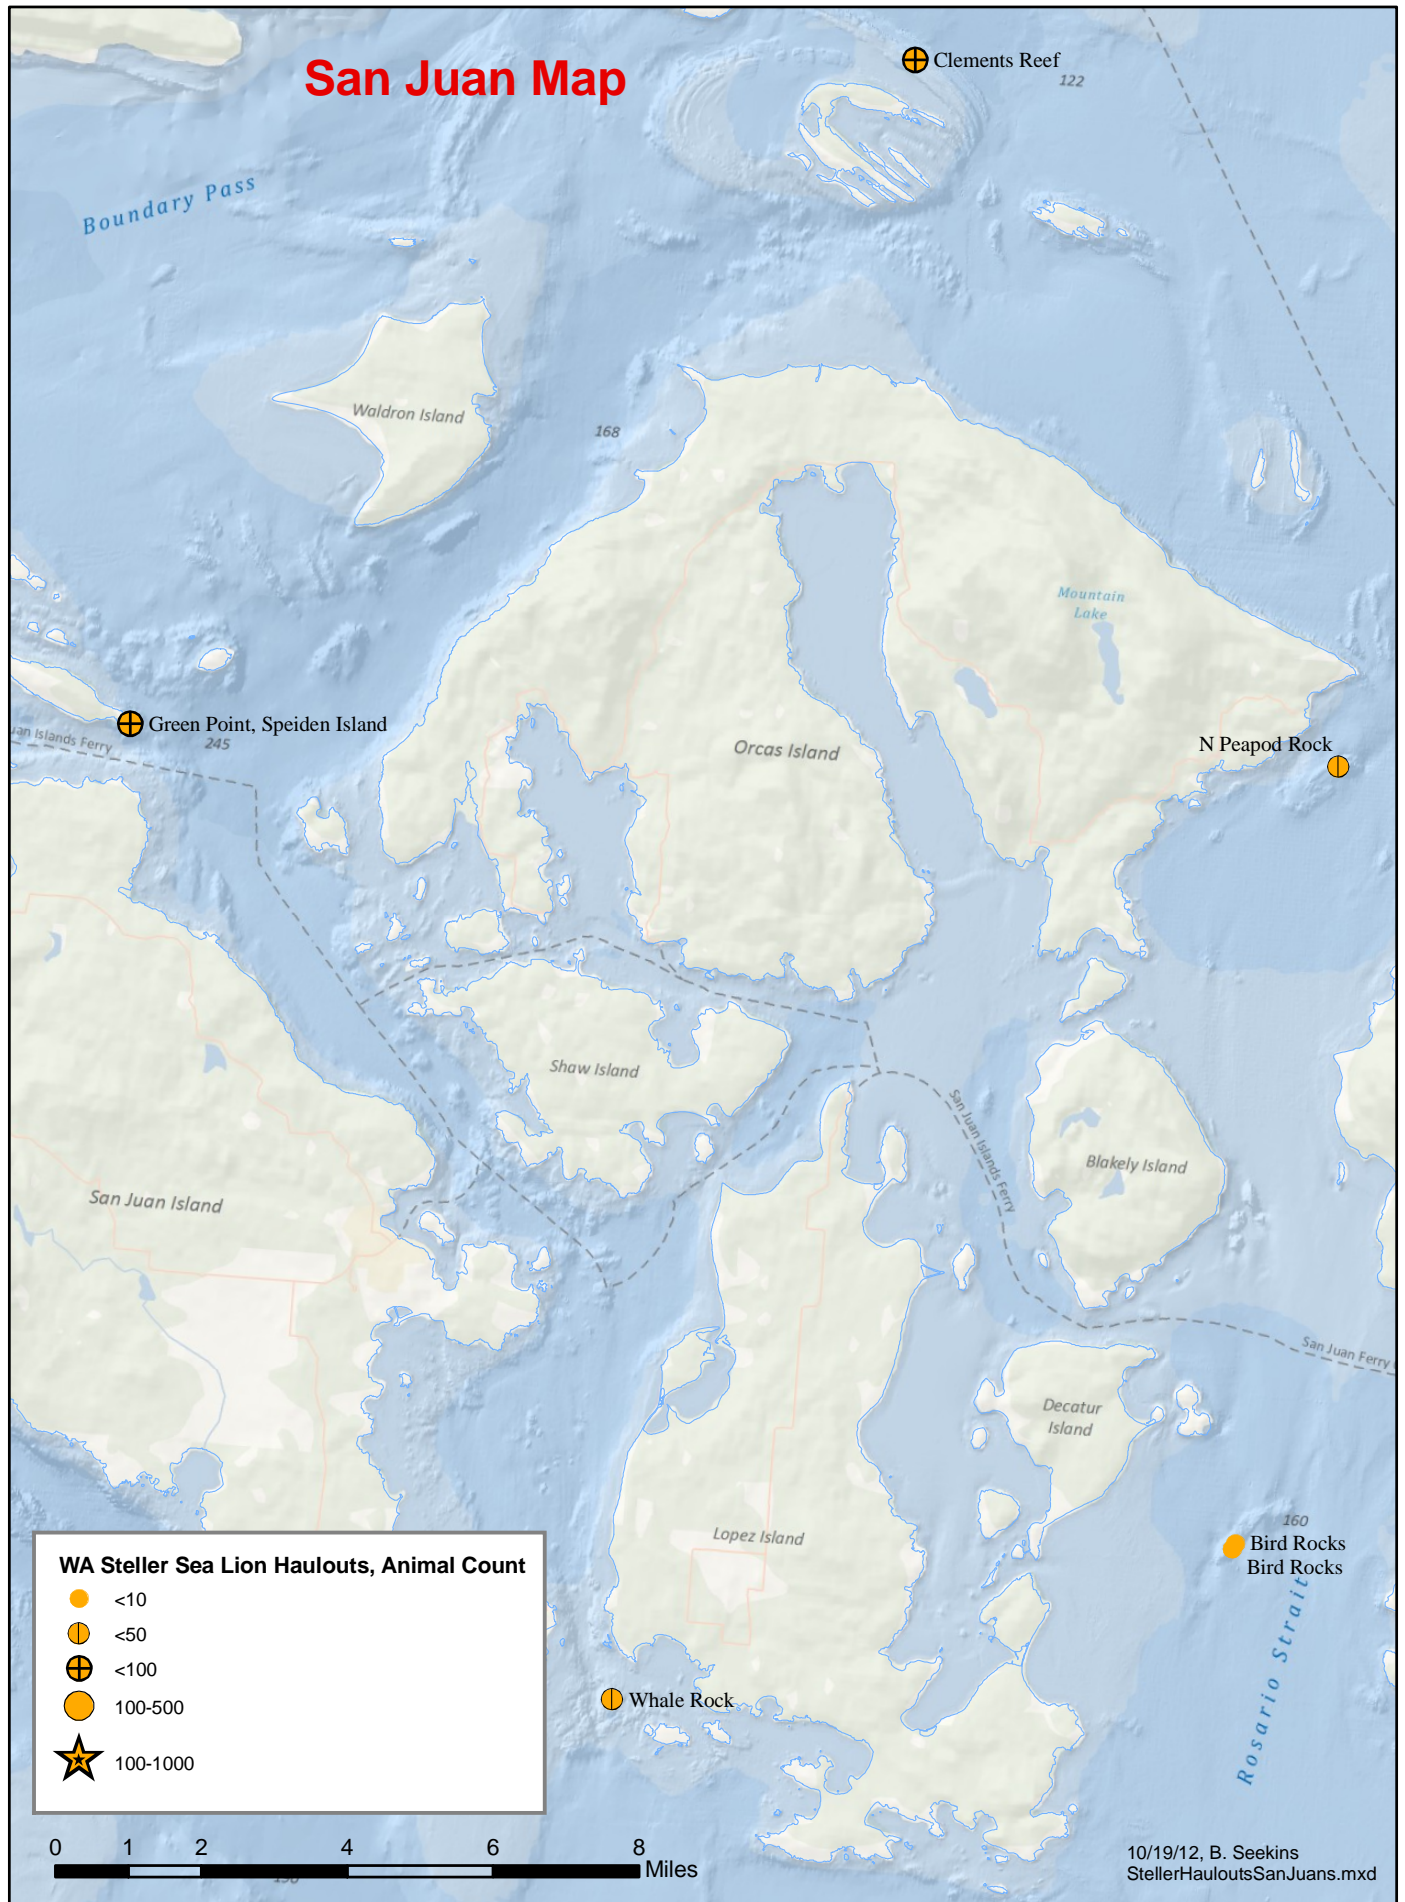 San Juan Map
Clements Reef
122
Boundary Pass
Waldron Island
168
Mountain
Lake
Green Point, Speiden Island
Islands Ferry
245
Orcas Island
N Peapod Rock
Shaw Island
San Juan Islands Ferry
Blakely Island
San Juan Island
San Juan Ferry
Decatur
Island
Lopez Island
160
Bird Rocks
Bird Rocks
Rosario Strait
Whale Rock
WA Steller Sea Lion Haulouts, Animal Count
<10
<50
<100
100-500
100-1000
0 1 2 4 6 8
Miles
10/19/12, B. Seekins
StellerHauloutsSanJuans.mxd